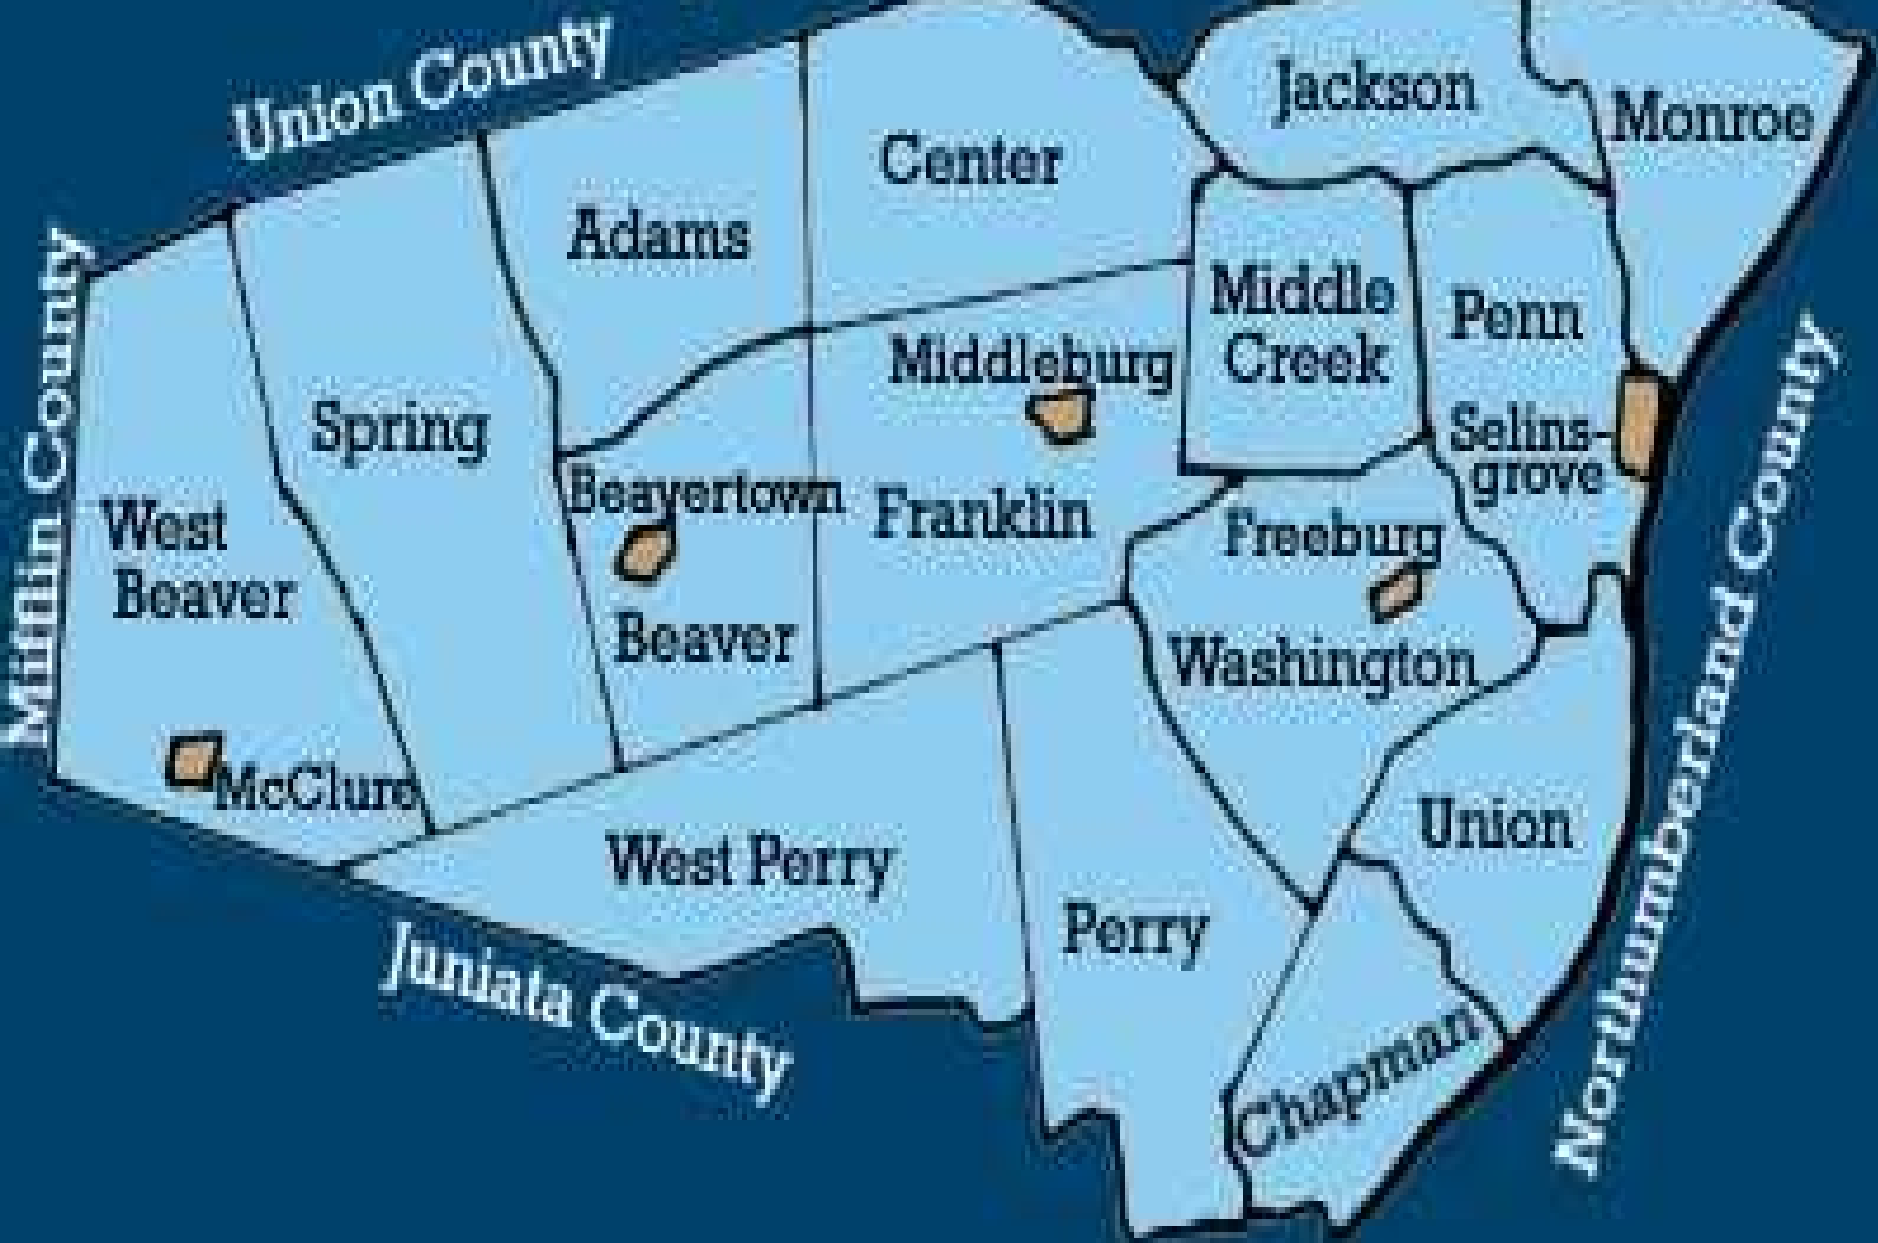 Union County
Jackson
Monroe
Center
Adams
Middle
Creek
Penn
Middleburg
Spring
Selins-
grove
Mifflin County
Beavertown
Franklin
Freeburg
West
Beaver
Beaver
Washington
McClure
Union
West Perry
Perry
Northumberland County
Juniata County
Chapman